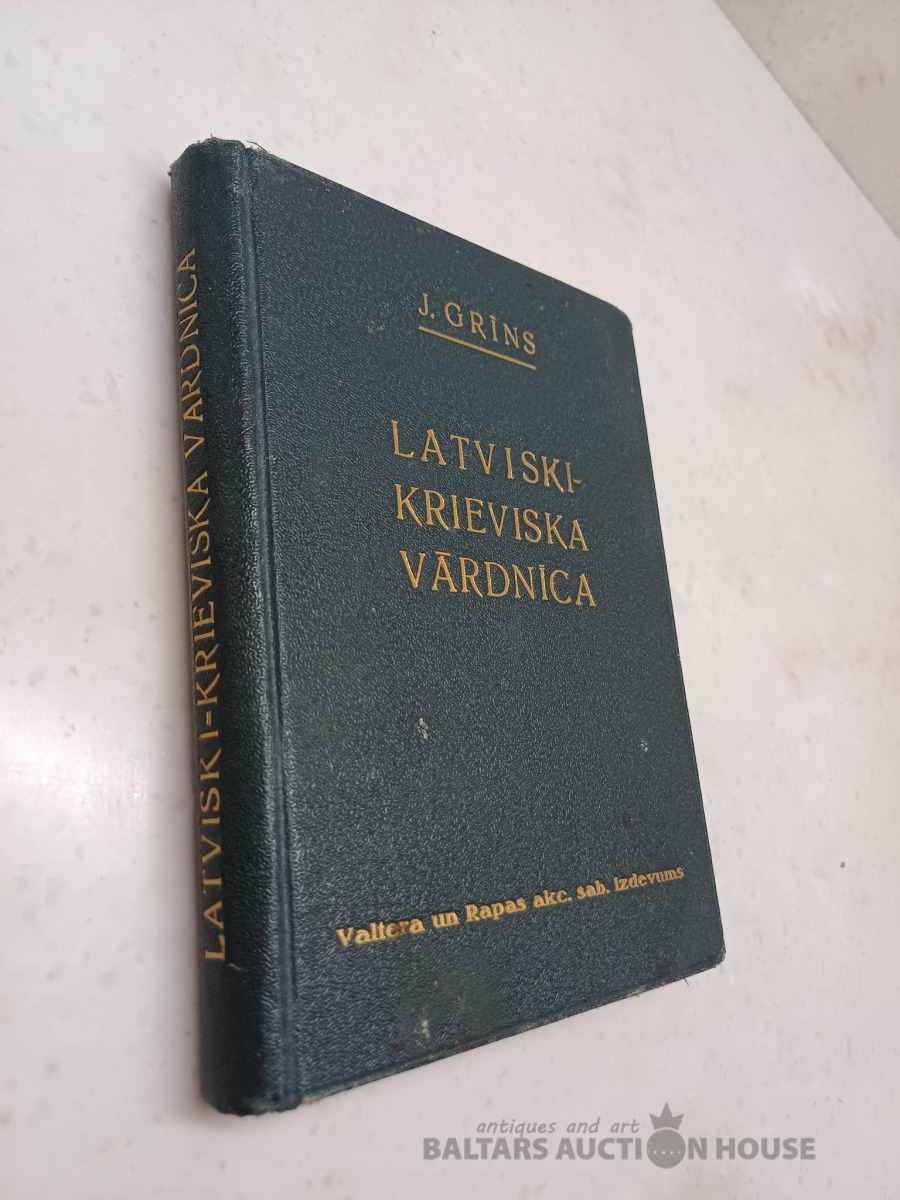 J. GRĪNS
LATVISKI-
KRIEVISKA
VĀRDNĪCA
Valtera un Rapas akc. sab. izdevums
LATVISKI-KRIEVISKA VĀRDNĪCA
antiques and art
BALTARS AUCTION HOUSE